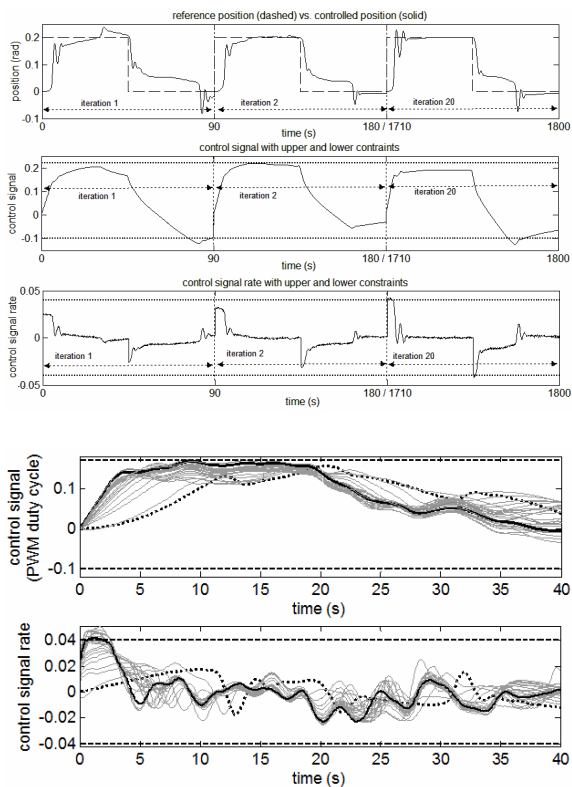 reference position (dashed) vs. controlled position (solid)
position (rad)
0.2
0.1
0
-0.1
iteration 1
iteration 2
iteration 20
0
90
180 / 1710
1800
time (s)
control signal with upper and lower contraints
control signal
0.2
0.1
0
-0.1
iteration 1
iteration 2
iteration 20
0
90
180 / 1710
1800
time (s)
control signal rate with upper and lower constraints
control signal rate
0.05
0
-0.05
iteration 1
iteration 2
iteration 20
0
90
180 / 1710
1800
time (s)
control signal
(PWM duty cycle)
0.1
0
-0.1
0 5 10 15 20 25 30 35 40
time (s)
control signal rate
0.04
0.02
0
-0.02
-0.04
0 5 10 15 20 25 30 35 40
time (s)